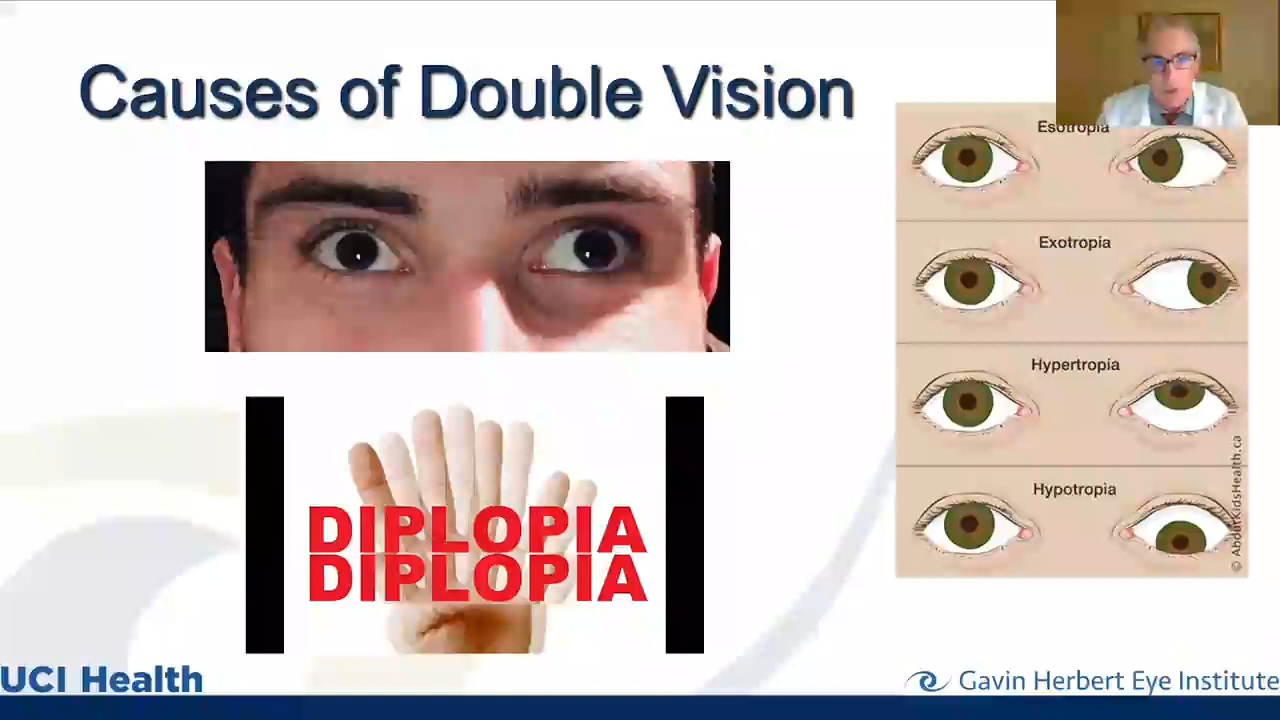 Causes of Double Vision
Esotropia
Exotropia
Hypertropia
Hypotropia
© AboutKidsHealth.ca
DIPLOPIA
DIPLOPIA
UCI Health
Gavin Herbert Eye Institute